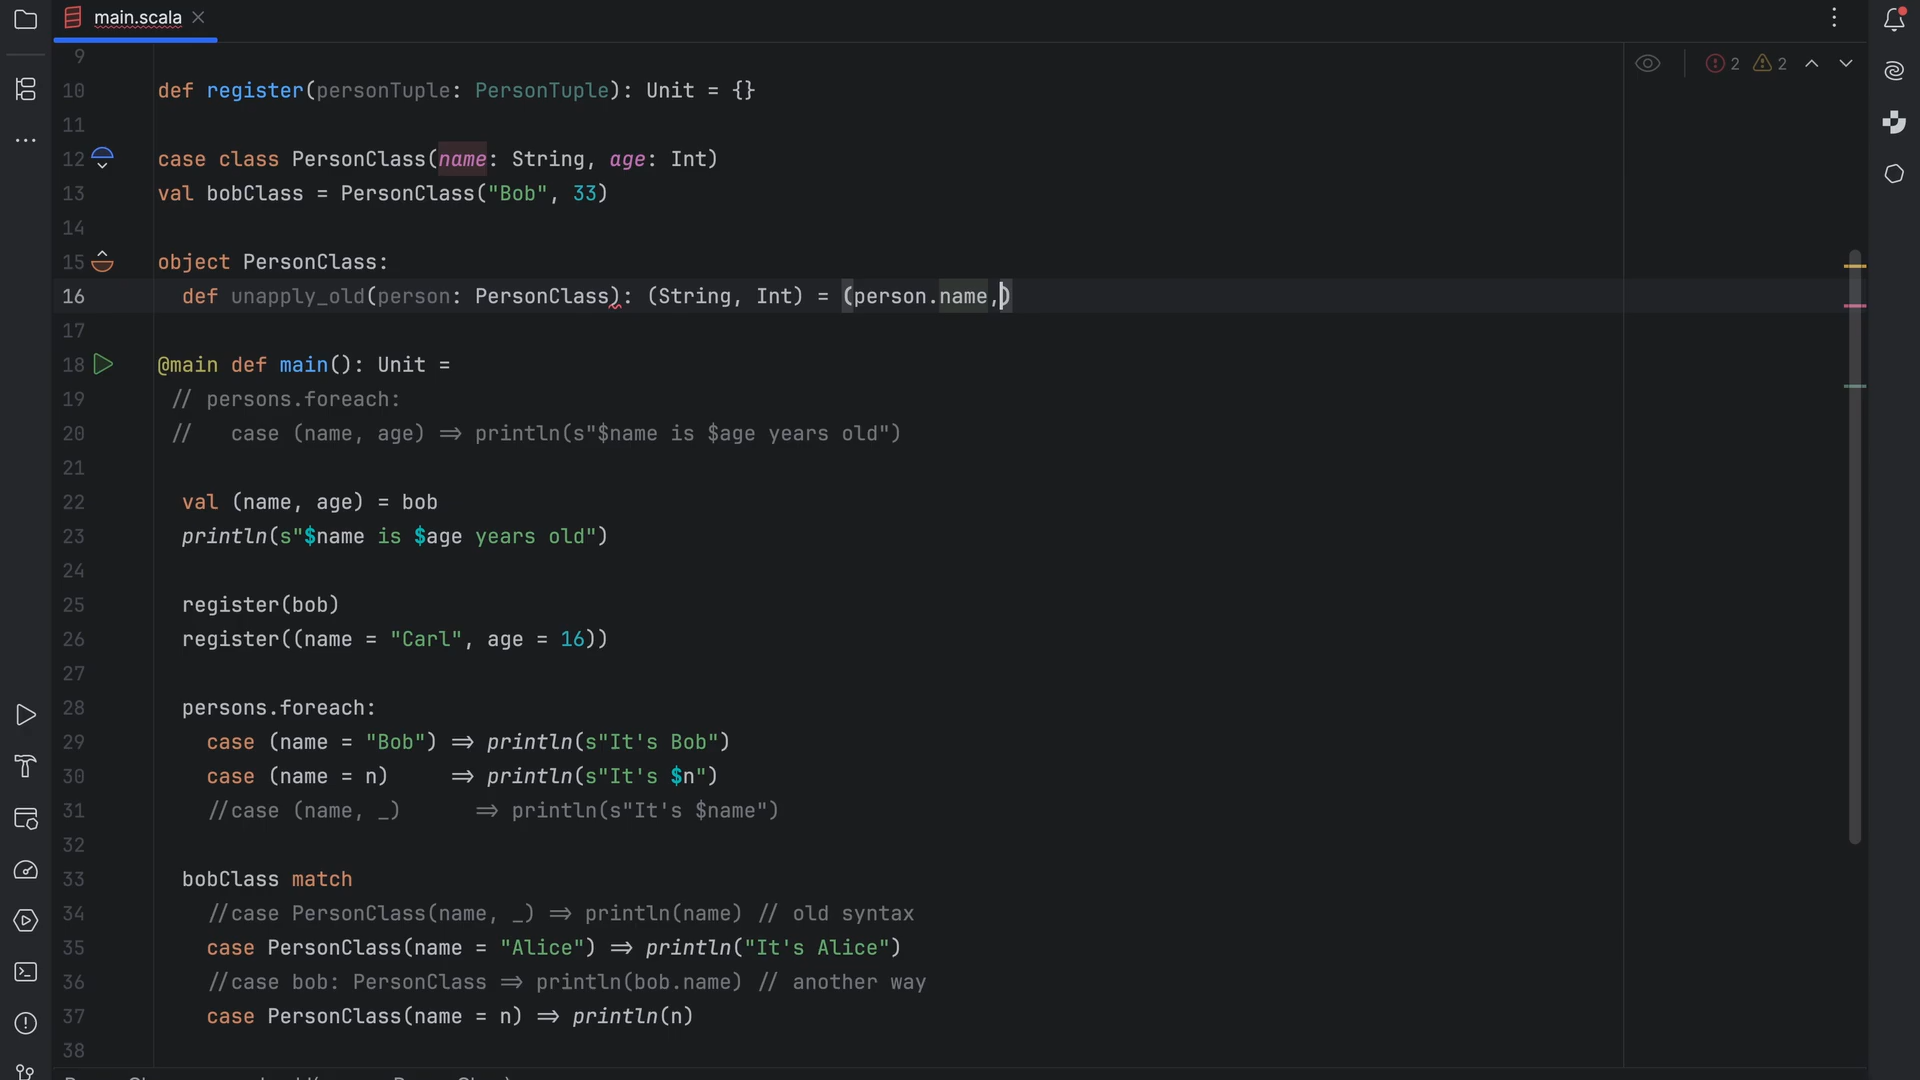 main.scala
2 2
9
10 def register(personTuple: PersonTuple): Unit = {}
11
12 case class PersonClass(name: String, age: Int)
13 val bobClass = PersonClass("Bob", 33)
14
15 object PersonClass:
16 def unapply_old(person: PersonClass): (String, Int) = (person.name,)
17
18 @main def main(): Unit =
19 // persons.foreach:
20 // case (name, age) => println(s"$name is $age years old")
21
22 val (name, age) = bob
23 println(s"$name is $age years old")
24
25 register(bob)
26 register((name = "Carl", age = 16))
27
28 persons.foreach:
29 case (name = "Bob") => println(s"It's Bob")
30 case (name = n) => println(s"It's $n")
31 //case (name, _) => println(s"It's $name")
32
33 bobClass match
34 //case PersonClass(name, _) => println(name) // old syntax
35 case PersonClass(name = "Alice") => println("It's Alice")
36 //case bob: PersonClass => println(bob.name) // another way
37 case PersonClass(name = n) => println(n)
38